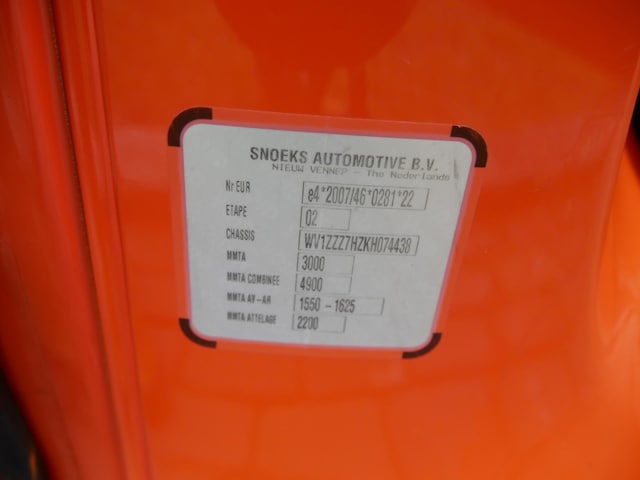 SNOEKS AUTOMOTIVE B.V.
NIEUW VENNEP - The Nederlands
Nr EUR e4*2007/46*0281*22
ETAPE 02
CHASSIS WV1ZZZ7HZKH074438
MMTA 3000
MMTA COMBINEE 4900
MMTA AV-AR 1550 - 1625
MMTA ATTELAGE 2200